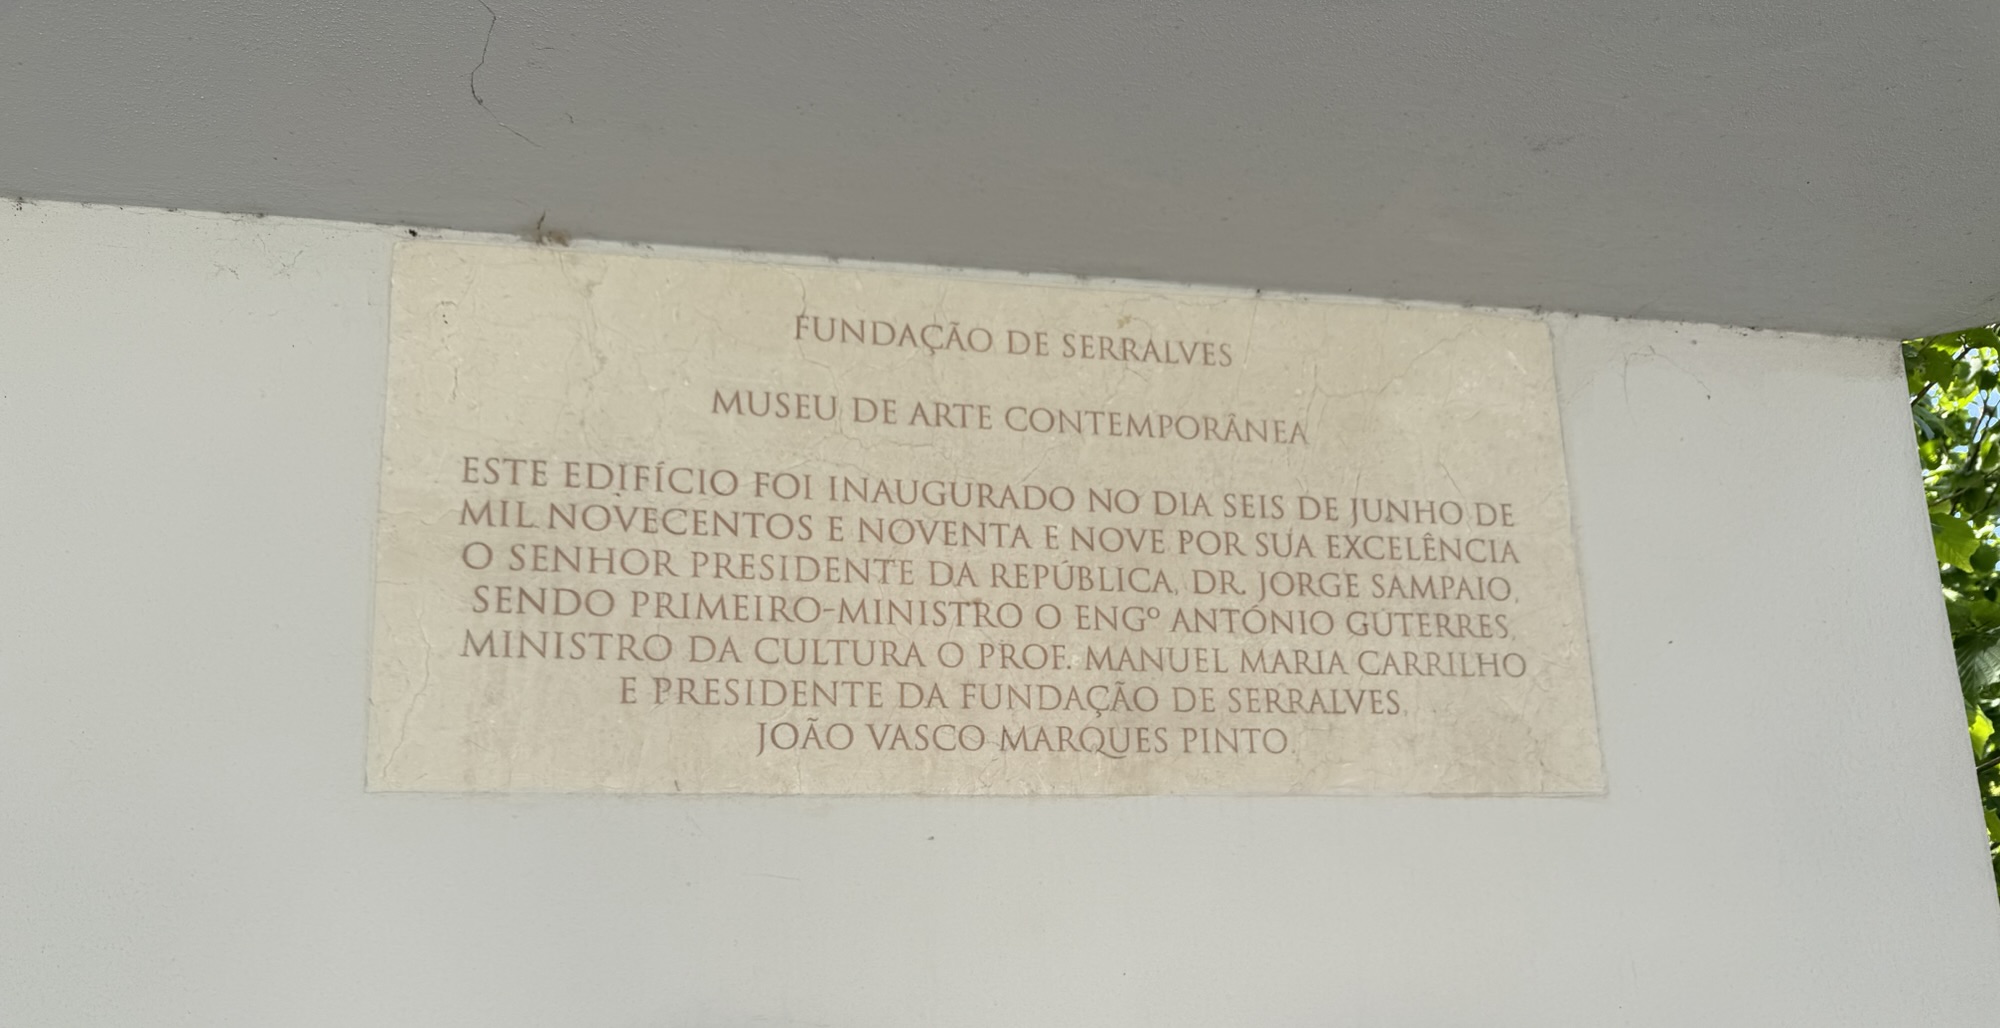 FUNDAÇÃO DE SERRALVES
MUSEU DE ARTE CONTEMPORÂNEA
ESTE EDIFÍCIO FOI INAUGURADO NO DIA SEIS DE JUNHO DE
MIL NOVECENTOS E NOVENTA E NOVE POR SUA EXCELÊNCIA
O SENHOR PRESIDENTE DA REPÚBLICA, DR. JORGE SAMPAIO,
SENDO PRIMEIRO-MINISTRO O ENGº ANTÓNIO GUTERRES,
MINISTRO DA CULTURA O PROF. MANUEL MARIA CARRILHO
E PRESIDENTE DA FUNDAÇÃO DE SERRALVES,
JOÃO VASCO MARQUES PINTO.